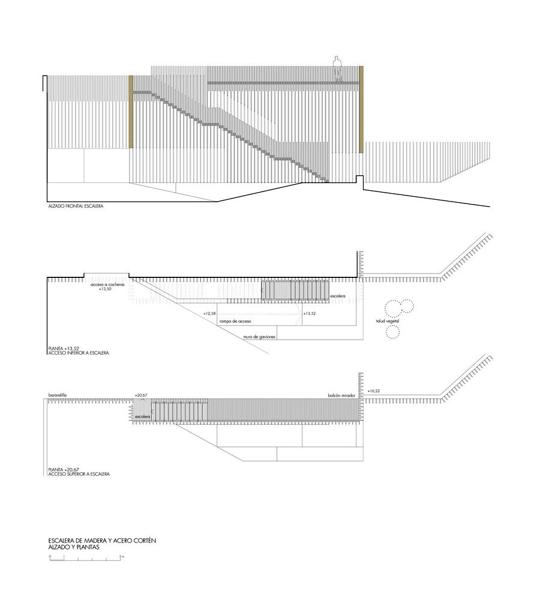 ALZADO FRONTAL ESCALERA
acceso a cocheras
+13,50
escalera
+12,58
+13,52
rampa de acceso
talud vegetal
muro de gaviones
PLANTA +13,52
ACCESO INFERIOR A ESCALERA
+16,52
barandilla
+20,67
balcón mirador
escalera
PLANTA +20,67
ACCESO SUPERIOR A ESCALERA
ESCALERA DE MADERA Y ACERO CORTÉN
ALZADO Y PLANTAS